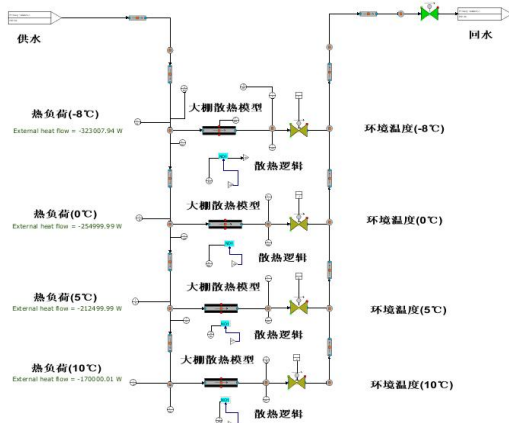 供水
回水
热负荷(-8℃)
External heat flow = -323007.94 W
大棚散热模型
环境温度(-8℃)
散热逻辑
热负荷(0℃)
External heat flow = -254999.99 W
大棚散热模型
环境温度(0℃)
散热逻辑
热负荷(5℃)
External heat flow = -212499.99 W
大棚散热模型
环境温度(5℃)
散热逻辑
热负荷(10℃)
External heat flow = -170000.01 W
大棚散热模型
环境温度(10℃)
散热逻辑